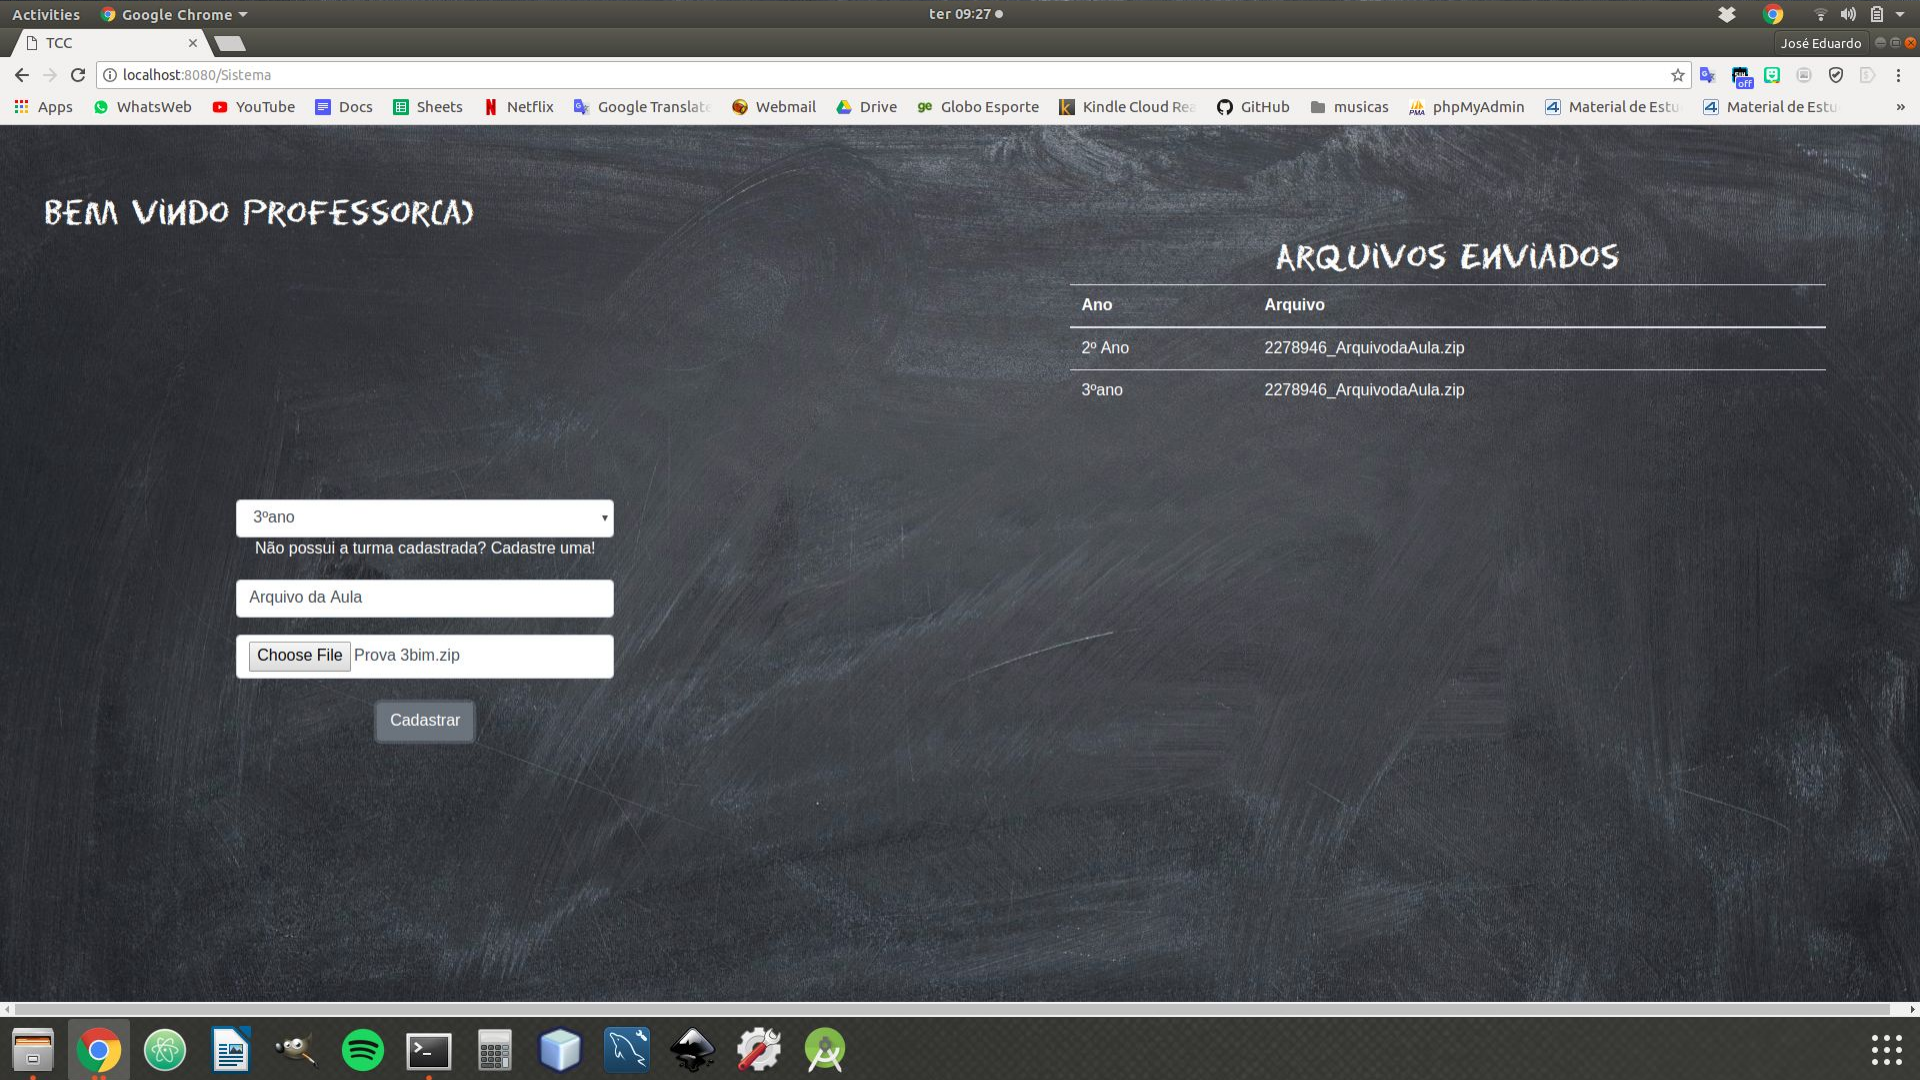 Activities Google Chrome ter 09:27
TCC José Eduardo
localhost:8080/Sistema off
Apps WhatsWeb YouTube Docs Sheets Netflix Google Translate Webmail Drive Globo Esporte Kindle Cloud Rea GitHub musicas phpMyAdmin Material de Estu Material de Estu »
BEM VINDO PROFESSOR(A)
ARQUIVOS ENVIADOS
Ano Arquivo
2º Ano 2278946_ArquivodaAula.zip
3ºano 2278946_ArquivodaAula.zip
3ºano
Não possui a turma cadastrada? Cadastre uma!
Arquivo da Aula
Choose File Prova 3bim.zip
Cadastrar